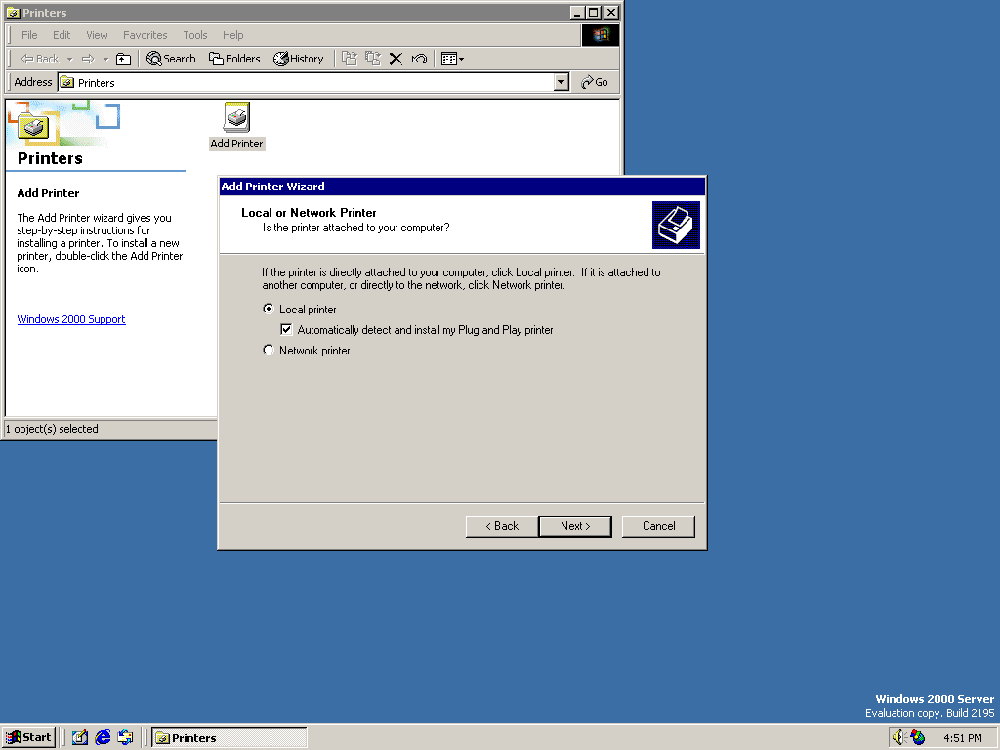 Printers
File Edit View Favorites Tools Help
Back Search Folders History
Address Printers Go
Printers
Add Printer
The Add Printer wizard gives you
step-by-step instructions for
installing a printer. To install a new
printer, double-click the Add Printer
icon.
Windows 2000 Support
Add Printer
1 object(s) selected
Add Printer Wizard
Local or Network Printer
Is the printer attached to your computer?
If the printer is directly attached to your computer, click Local printer. If it is attached to
another computer, or directly to the network, click Network printer.
Local printer
Automatically detect and install my Plug and Play printer
Network printer
< Back Next > Cancel
Windows 2000 Server
Evaluation copy. Build 2195
Start Printers 4:51 PM